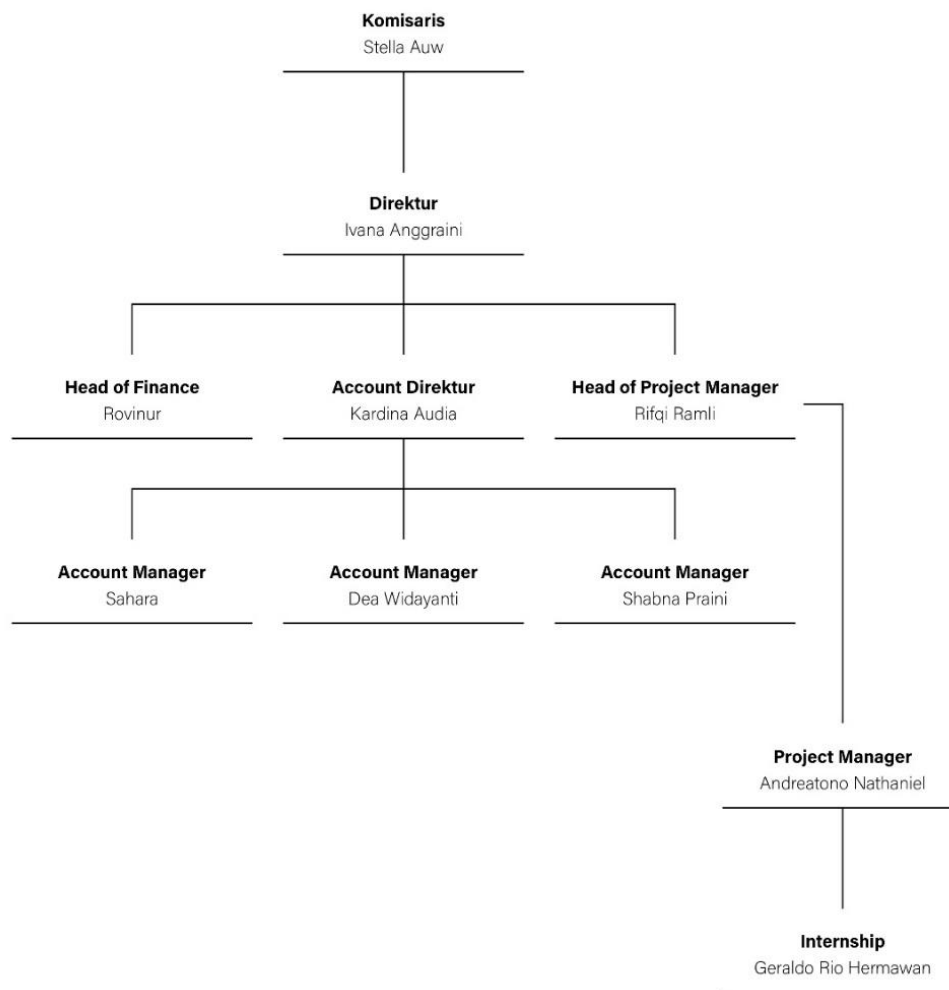 Komisaris
Stella Auw
Direktur
Ivana Anggraini
Head of Finance
Rovinur
Account Direktur
Kardina Audia
Head of Project Manager
Rifqi Ramli
Account Manager
Sahara
Account Manager
Dea Widayanti
Account Manager
Shabna Praini
Project Manager
Andreatono Nathaniel
Internship
Geraldo Rio Hermawan